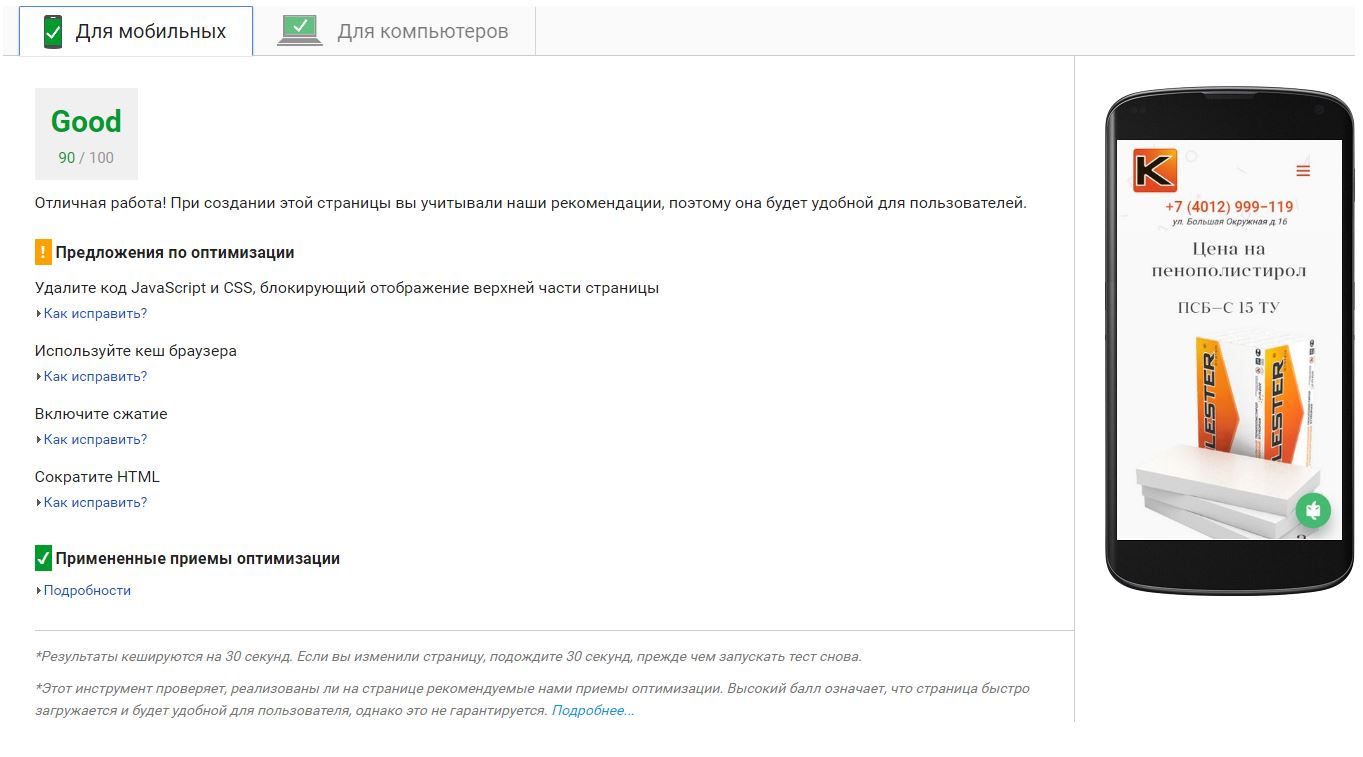 Для мобильных
Для компьютеров
Good
90 / 100
Отличная работа! При создании этой страницы вы учитывали наши рекомендации, поэтому она будет удобной для пользователей.
! Предложения по оптимизации
Удалите код JavaScript и CSS, блокирующий отображение верхней части страницы
Как исправить?
Используйте кеш браузера
Как исправить?
Включите сжатие
Как исправить?
Сократите HTML
Как исправить?
Примененные приемы оптимизации
Подробности
*Результаты кешируются на 30 секунд. Если вы изменили страницу, подождите 30 секунд, прежде чем запускать тест снова.
*Этот инструмент проверяет, реализованы ли на странице рекомендуемые нами приемы оптимизации. Высокий балл означает, что страница быстро
загружается и будет удобной для пользователя, однако это не гарантируется. Подробнее...
K
+7 (4012) 999-119
ул. Большая Окружная д.16
Цена на
пенополистирол
ПСБ-С 15 ТУ
LESTER
LESTER